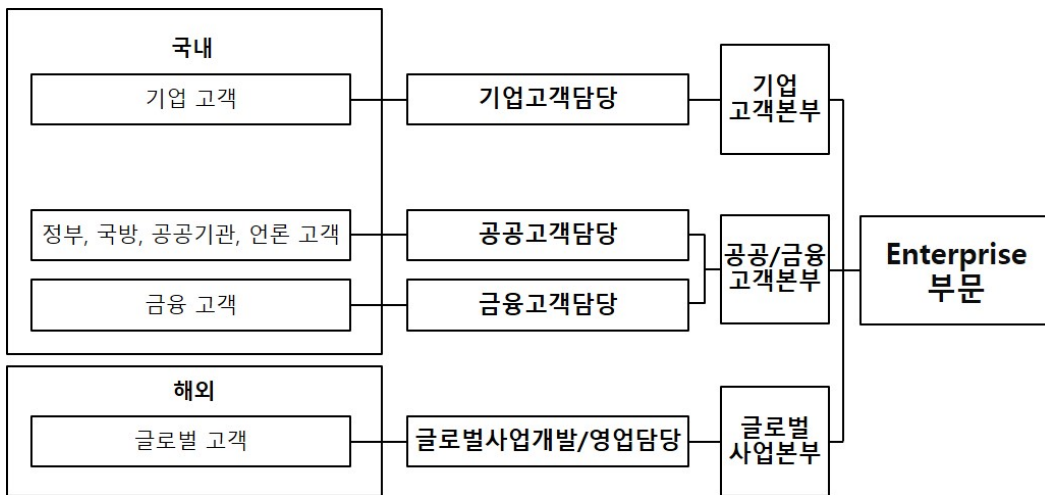 국내
기업 고객
기업고객담당
기업
고객본부
정부, 국방, 공공기관, 언론 고객
공공고객담당
금융 고객
금융고객담당
공공/금융
고객본부
Enterprise
부문
해외
글로벌 고객
글로벌사업개발/영업담당
글로벌
사업본부